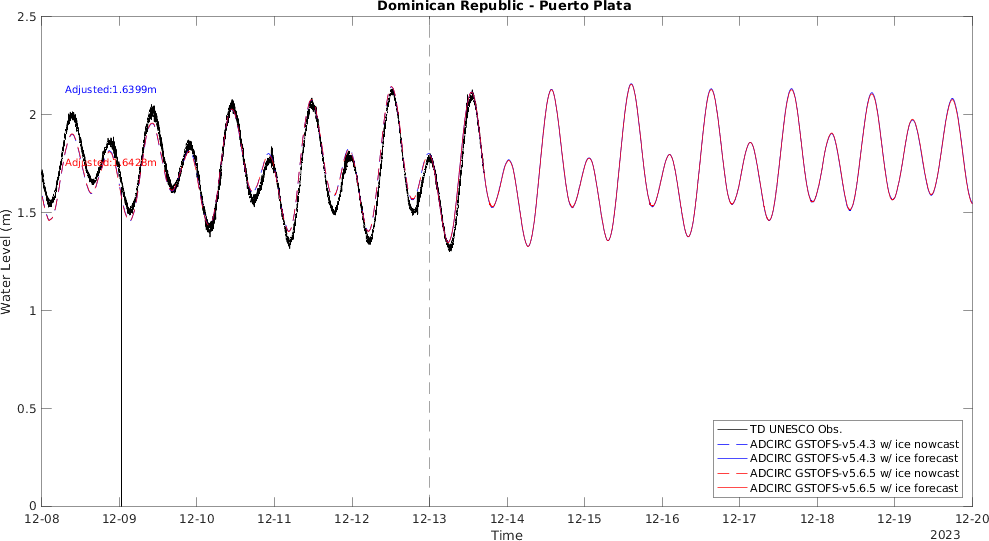 Dominican Republic - Puerto Plata
2.5
2
1.5
1
0.5
0
Water Level (m)
Adjusted:1.6399m
Adjusted:1.6428m
TD UNESCO Obs.
ADCIRC GSTOFS-v5.4.3 w/ ice nowcast
ADCIRC GSTOFS-v5.4.3 w/ ice forecast
ADCIRC GSTOFS-v5.6.5 w/ ice nowcast
ADCIRC GSTOFS-v5.6.5 w/ ice forecast
12-08 12-09 12-10 12-11 12-12 12-13 12-14 12-15 12-16 12-17 12-18 12-19 12-20
Time
2023